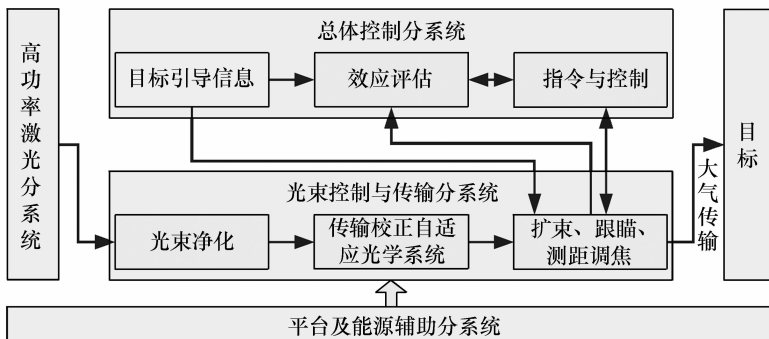 高功率激光分系统
总体控制分系统
目标引导信息
效应评估
指令与控制
光束控制与传输分系统
光束净化
传输校正自适
应光学系统
扩束、跟瞄、
测距调焦
大气传输
目标
平台及能源辅助分系统